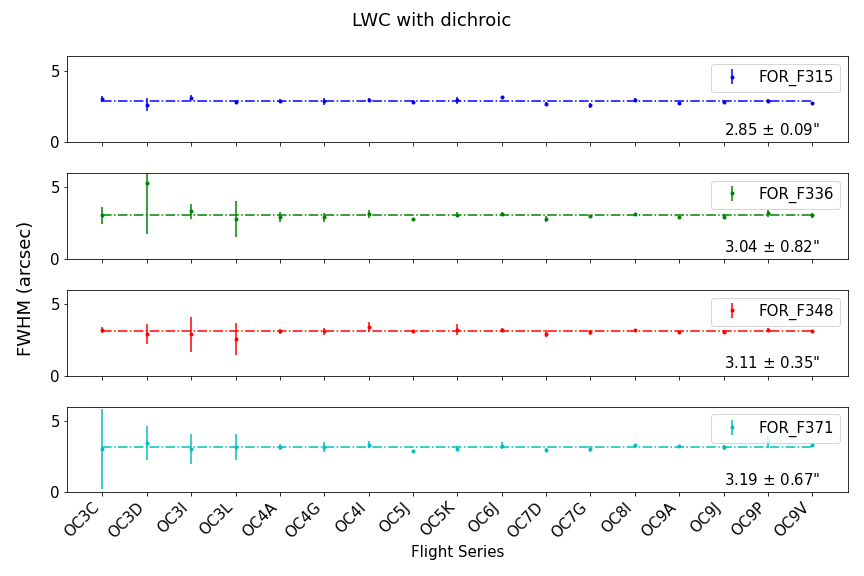 LWC with dichroic
FWHM (arcsec)
5
0
FOR_F315
2.85 ± 0.09"
5
0
FOR_F336
3.04 ± 0.82"
5
0
FOR_F348
3.11 ± 0.35"
5
0
FOR_F371
3.19 ± 0.67"
OC3C OC3D OC3I OC3L OC4A OC4G OC4I OC5J OC5K OC6J OC7D OC7G OC8I OC9A OC9J OC9P OC9V
Flight Series